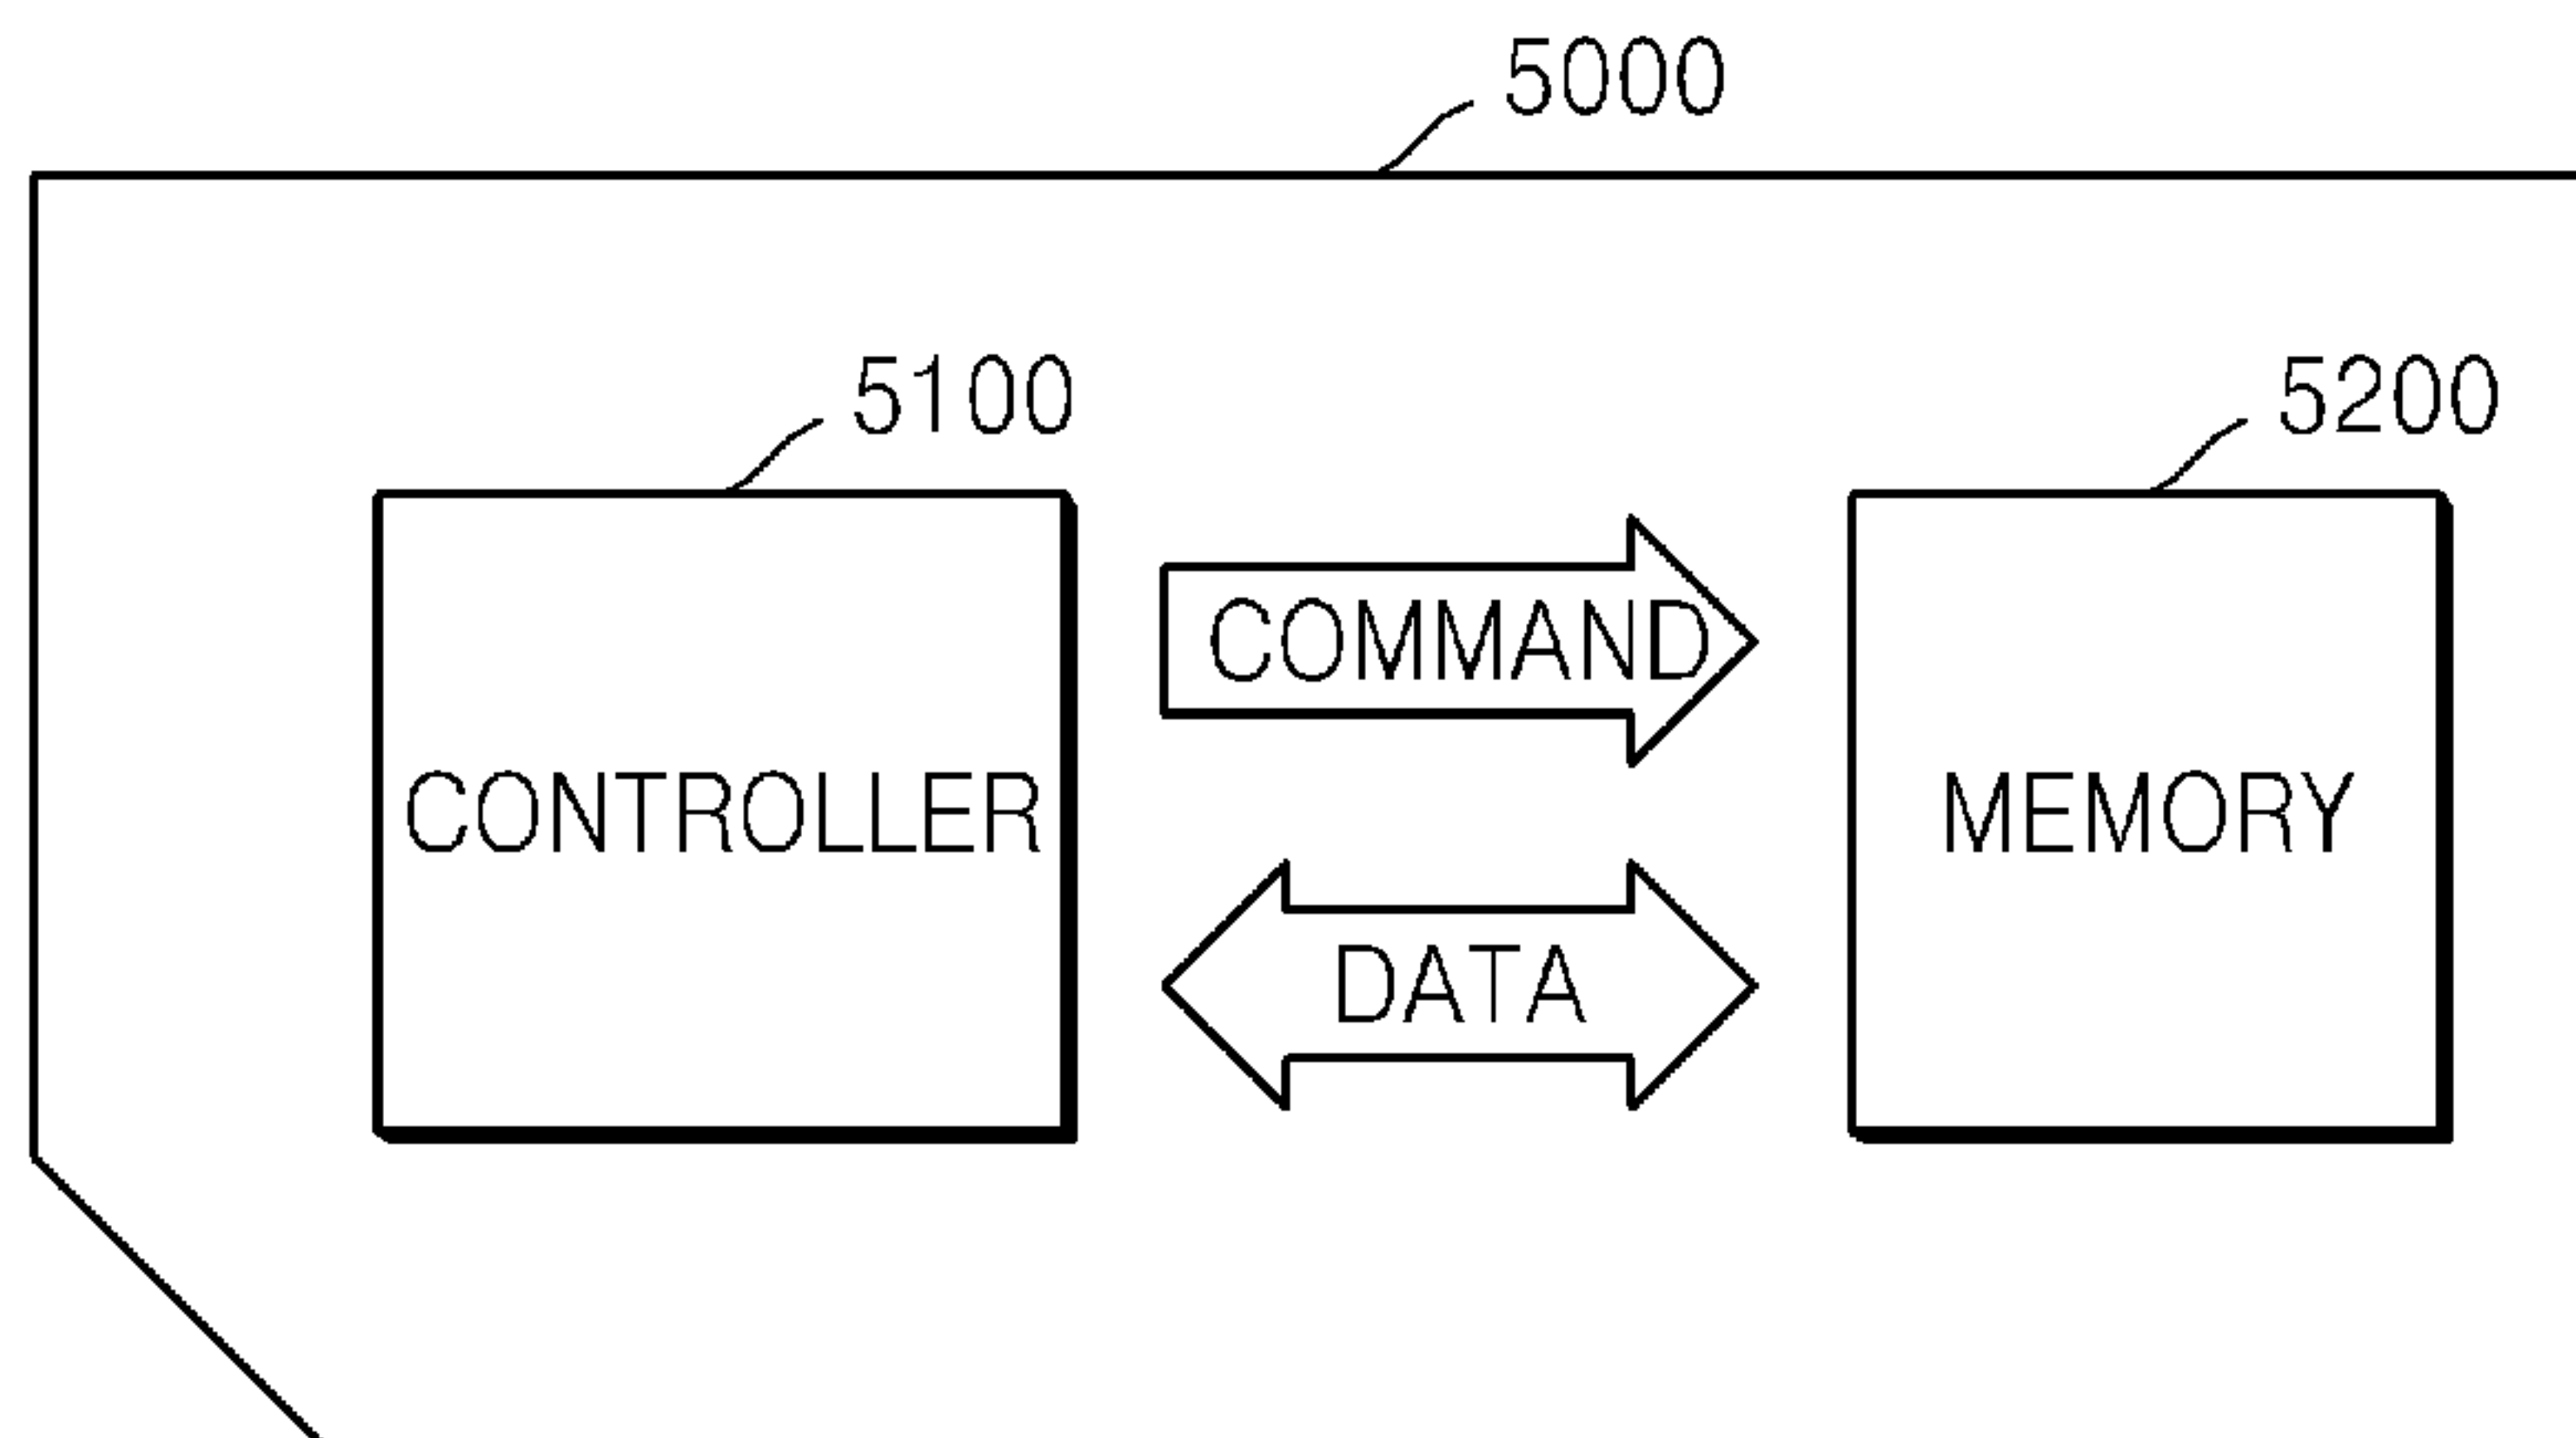 5000
5100
5200
COMMAND
CONTROLLER
MEMORY
DATA